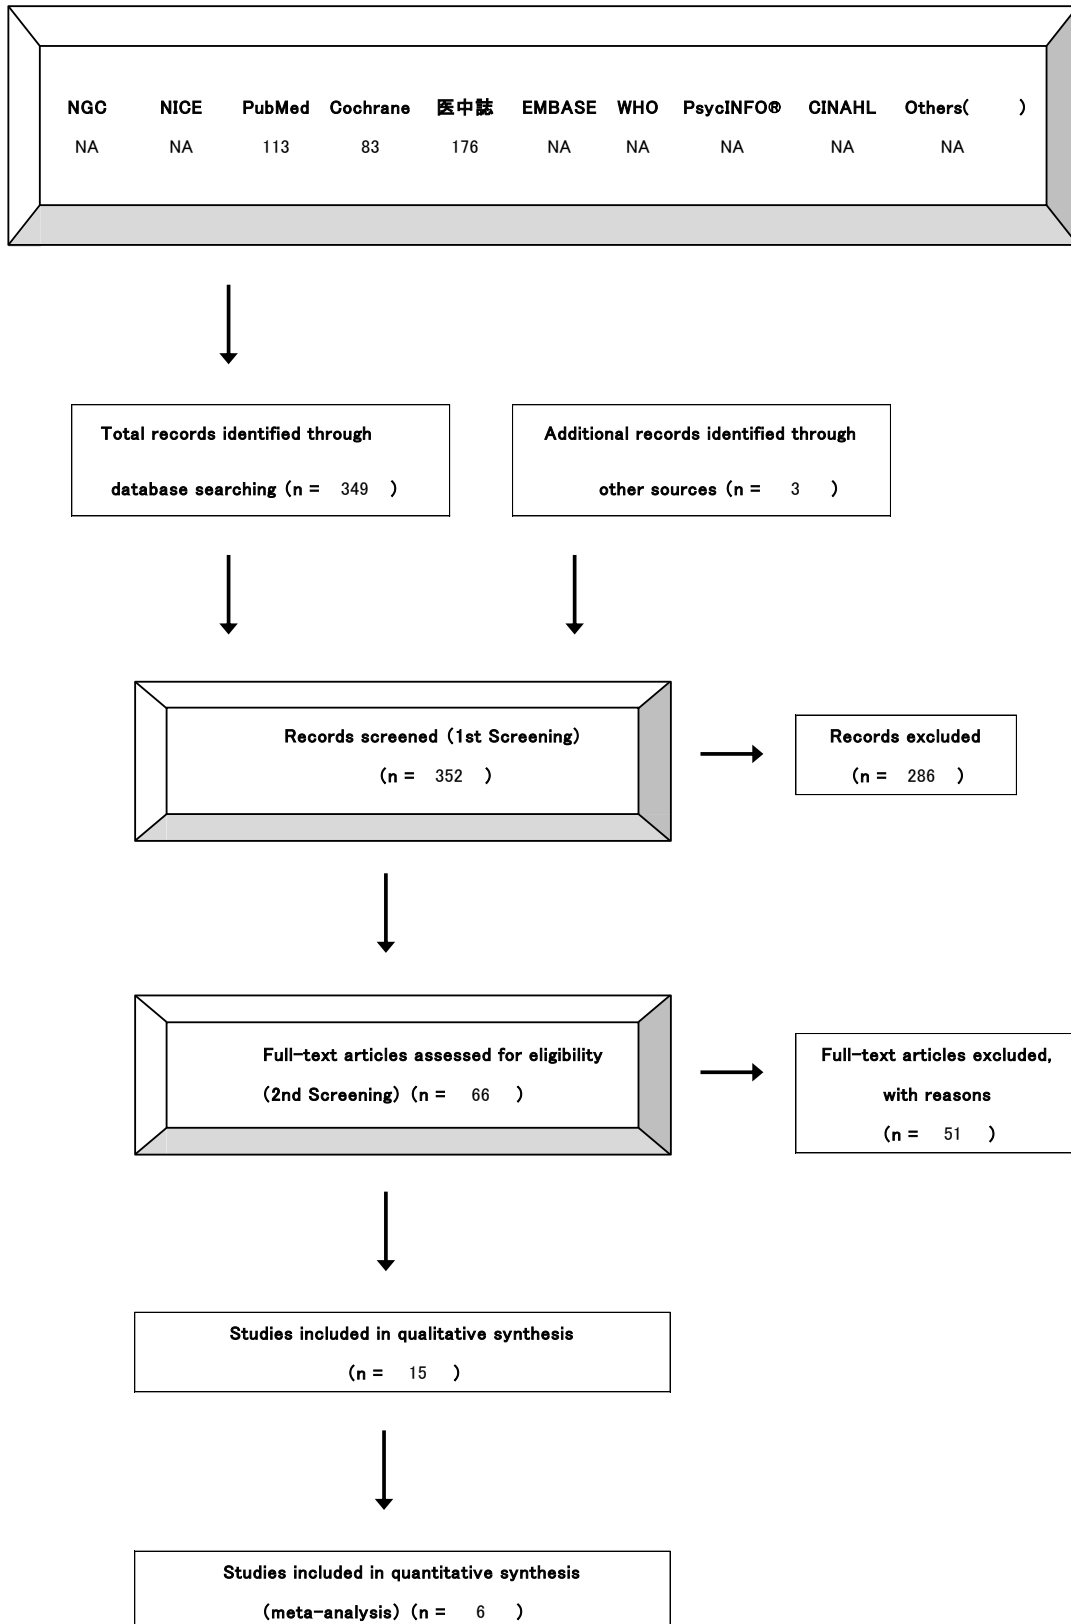 NGC NICE PubMed Cochrane 医中誌 EMBASE WHO PsycINFO® CINAHL Others( )
NA NA 113 83 176 NA NA NA NA NA
Total records identified through
database searching (n = 349 )
Additional records identified through
other sources (n = 3 )
Records screened (1st Screening)
(n = 352 )
Records excluded
(n = 286 )
Full-text articles assessed for eligibility
(2nd Screening) (n = 66 )
Full-text articles excluded,
with reasons
(n = 51 )
Studies included in qualitative synthesis
(n = 15 )
Studies included in quantitative synthesis
(meta-analysis) (n = 6 )